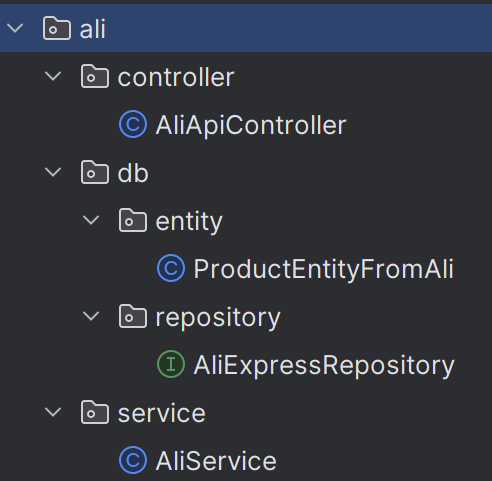 ali
controller
C AliApiController
db
entity
C ProductEntityFromAli
repository
I AliExpressRepository
service
C AliService